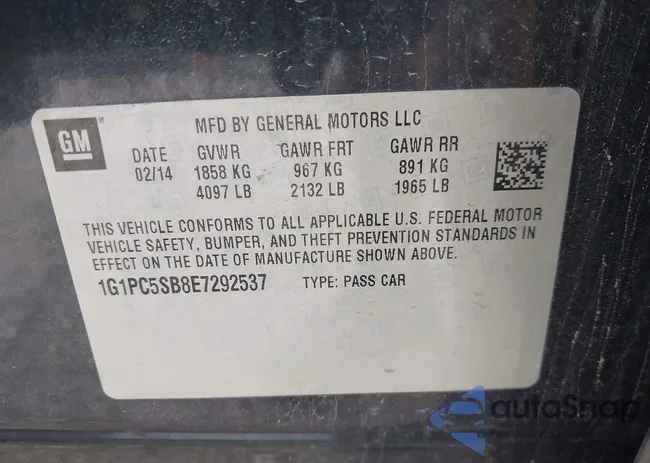 GM
MFD BY GENERAL MOTORS LLC
DATE GVWR GAWR FRT GAWR RR
02/14 1858 KG 967 KG 891 KG
4097 LB 2132 LB 1965 LB
THIS VEHICLE CONFORMS TO ALL APPLICABLE U.S. FEDERAL MOTOR
VEHICLE SAFETY, BUMPER, AND THEFT PREVENTION STANDARDS IN
EFFECT ON THE DATE OF MANUFACTURE SHOWN ABOVE.
1G1PC5SB8E7292537 TYPE: PASS CAR
autoSnap